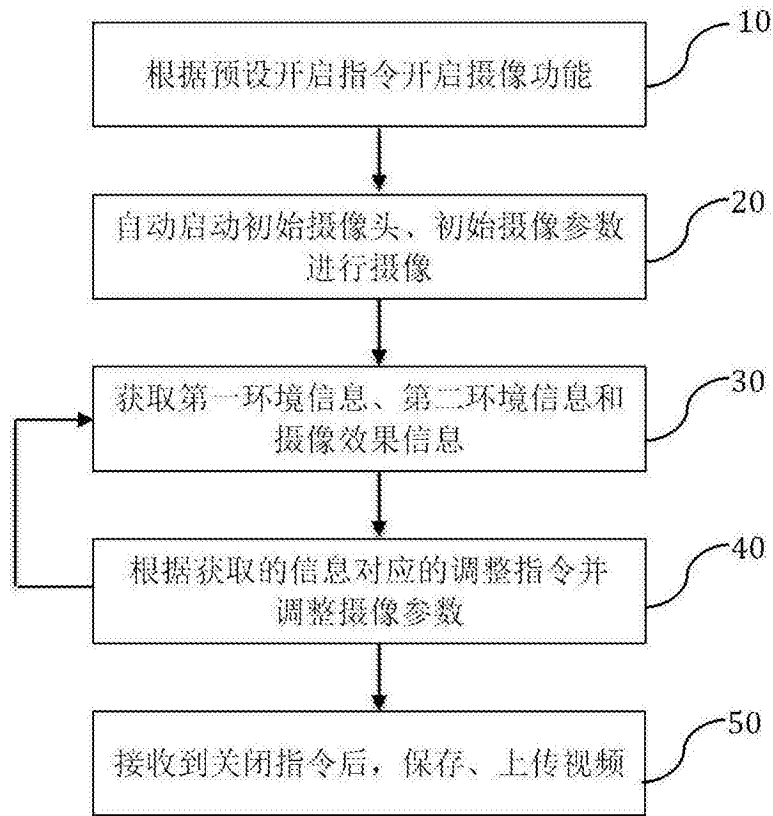 10
根据预设开启指令开启摄像功能
20
自动启动初始摄像头、初始摄像参数
进行摄像
30
获取第一环境信息、第二环境信息和
摄像效果信息
40
根据获取的信息对应的调整指令并
调整摄像参数
50
接收到关闭指令后，保存、上传视频